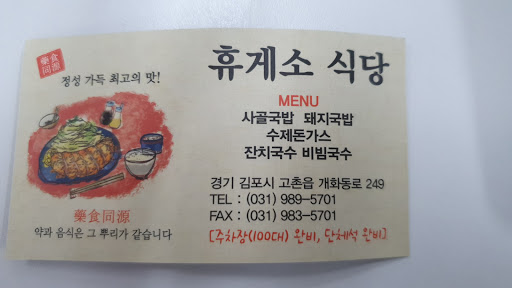 藥食
同源
정성 가득 최고의 맛!
휴게소 식당
MENU
사골국밥 돼지국밥
수제돈가스
잔치국수 비빔국수
경기 김포시 고촌읍 개화동로 249
TEL : (031) 989-5701
FAX : (031) 983-5701
[주차장(100대) 완비, 단체석 완비]
藥食同源
약과 음식은 그 뿌리가 같습니다